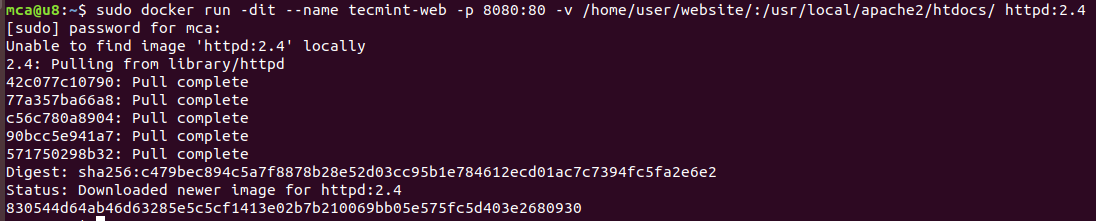 mca@u8:~$ sudo docker run -dit --name tecmint-web -p 8080:80 -v /home/user/website/:/usr/local/apache2/htdocs/ httpd:2.4
[sudo] password for mca:
Unable to find image 'httpd:2.4' locally
2.4: Pulling from library/httpd
42c077c10790: Pull complete
77a357ba66a8: Pull complete
c56c780a8904: Pull complete
90bcc5e941a7: Pull complete
571750298b32: Pull complete
Digest: sha256:c479bec894c5a7f8878b28e52d03cc95b1e784612ecd01ac7c7394fc5fa2e6e2
Status: Downloaded newer image for httpd:2.4
830544d64ab46d63285e5c5cf1413e02b7b210069bb05e575fc5d403e2680930